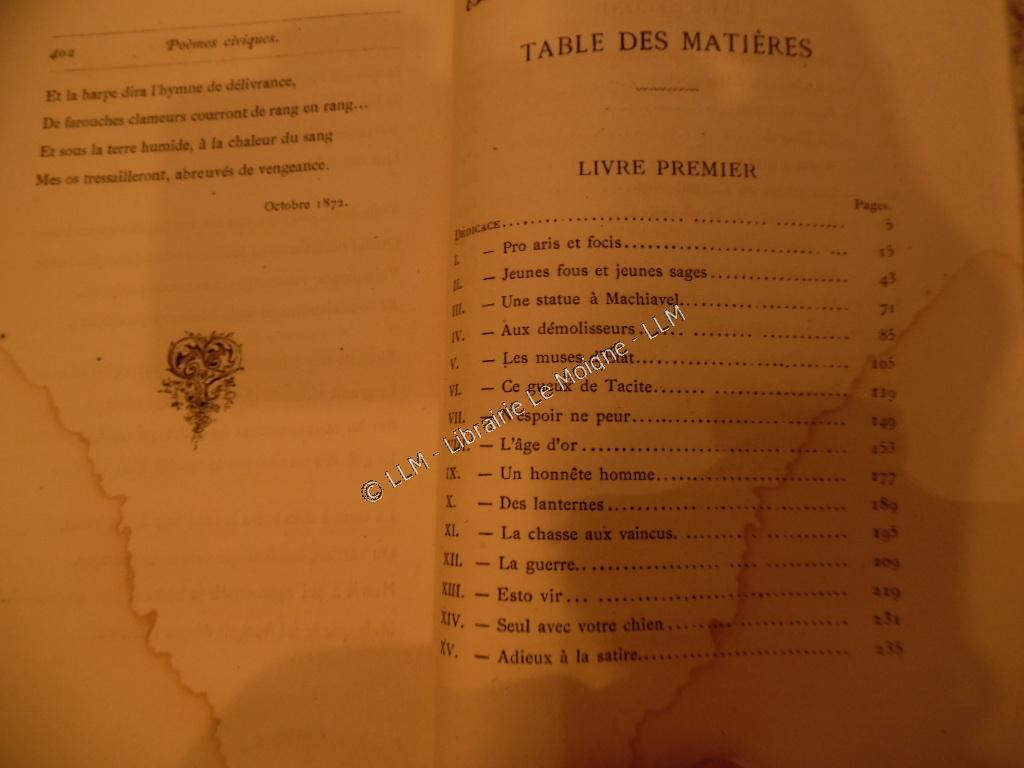 402 Poèmes civiques.
Et la harpe dira l'hymne de délivrance,
De farouches clameurs courront de rang en rang...
Et sous la terre humide, à la chaleur du sang
Mes os tressailleront, abreuvés de vengeance.
Octobre 1872.
TABLE DES MATIÈRES
LIVRE PREMIER
Pages.
DÉDICACE........ 5
I. — Pro aris et focis........ 15
II. — Jeunes fous et jeunes sages........ 43
III. — Une statue à Machiavel........ 71
IV. — Aux démolisseurs........ 85
V. — Les muses d'État........ 105
VI. — Ce gueux de Tacite........ 119
VII. — espoir ne peur........ 149
— L'âge d'or........ 153
IX. — Un honnête homme........ 177
X. — Des lanternes........ 189
XI. — La chasse aux vaincus. ........ 195
XII. — La guerre........ 209
XIII. — Esto vir........ 219
XIV. — Seul avec votre chien........ 231
XV. — Adieux à la satire........ 235
© LLM - Librairie Le Moigne - LLM